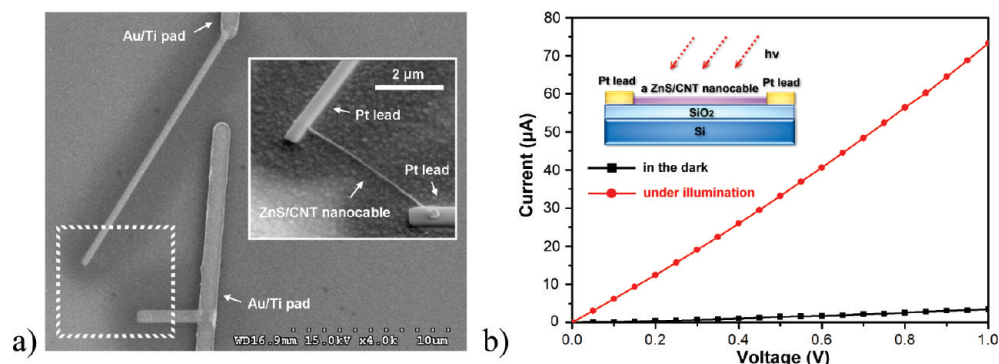 a)
Au/Ti pad
2 μm
Pt lead
Pt lead
ZnS/CNT nanocable
Au/Ti pad
WD16.9mm 15.0kV x4.0k 10um
b)
80
70
60
50
40
30
20
10
0
Current (μA)
hν
Pt lead
Pt lead
a ZnS/CNT nanocable
SiO₂
Si
in the dark
under illumination
0.0
0.2
0.4
0.6
0.8
1.0
Voltage (V)